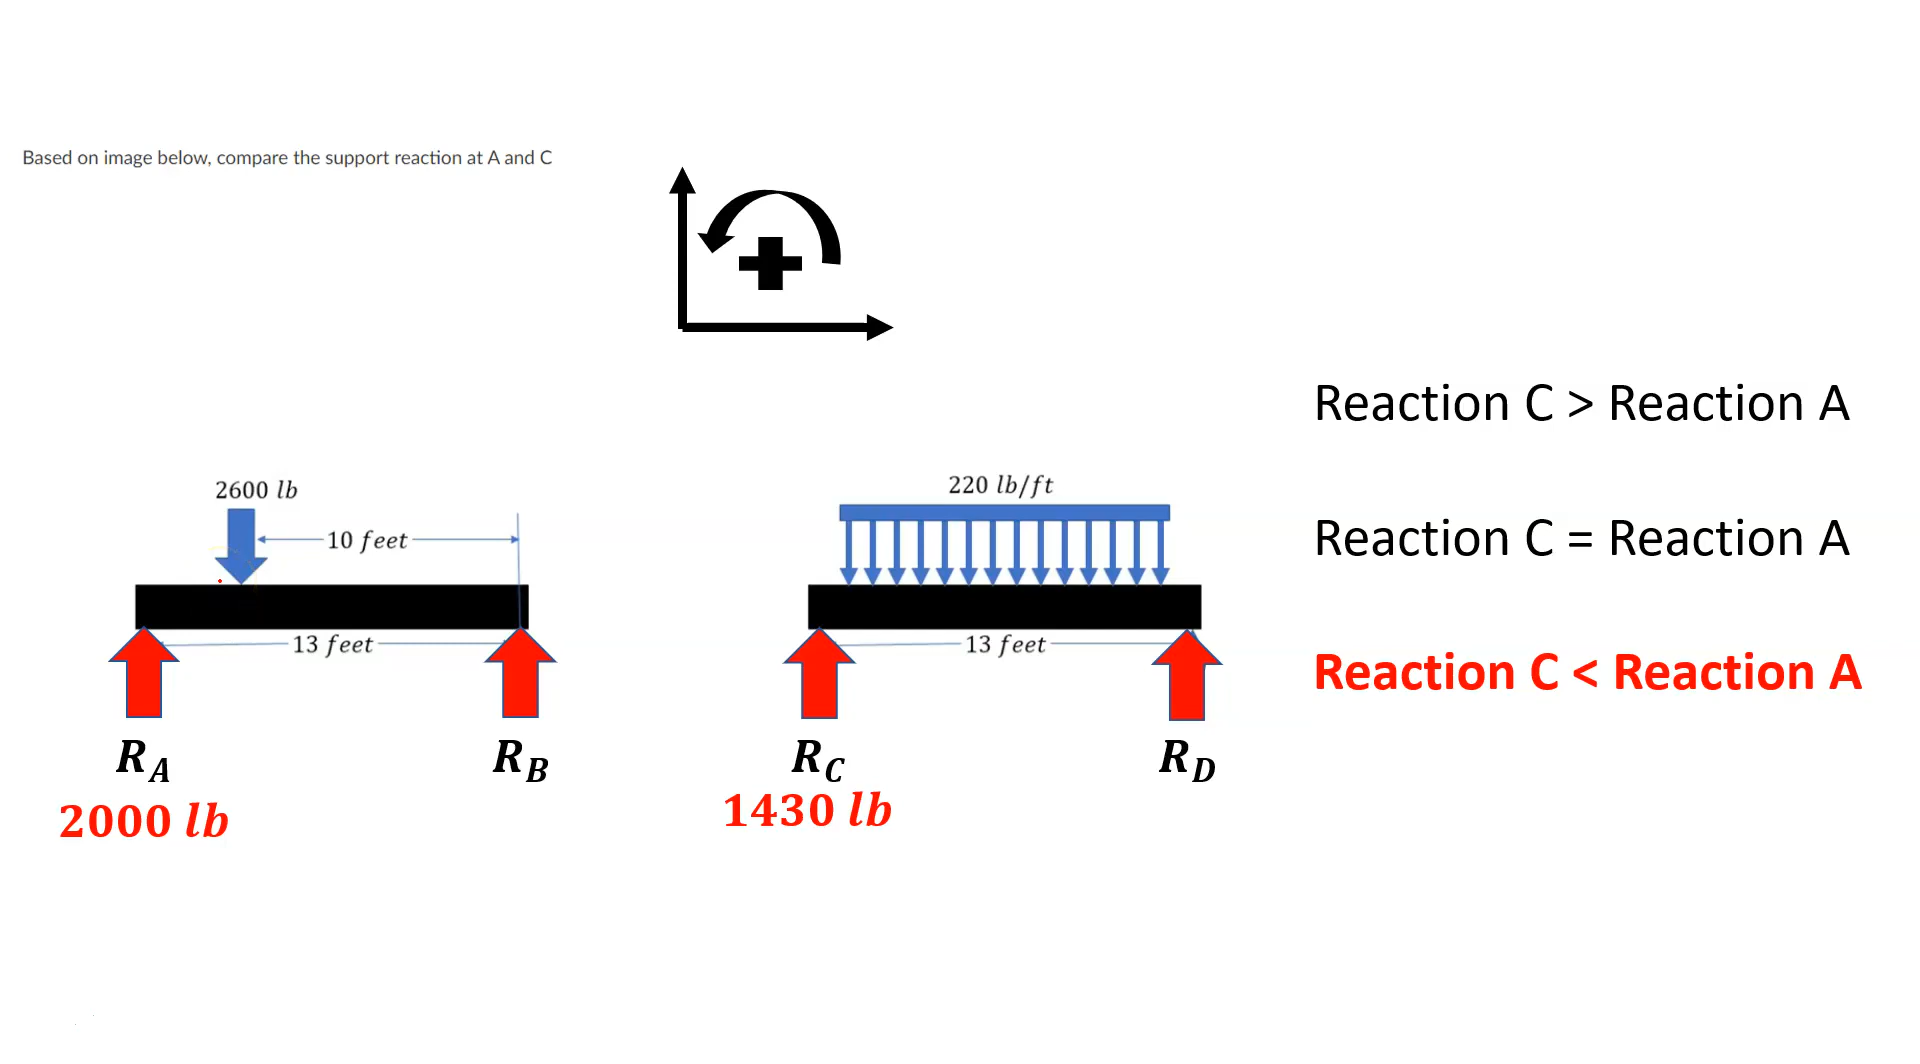 Based on image below, compare the support reaction at A and C
Reaction C > Reaction A
Reaction C = Reaction A
Reaction C < Reaction A
2600 lb
10 feet
13 feet
R_A
R_B
2000 lb
220 lb/ft
13 feet
R_C
R_D
1430 lb